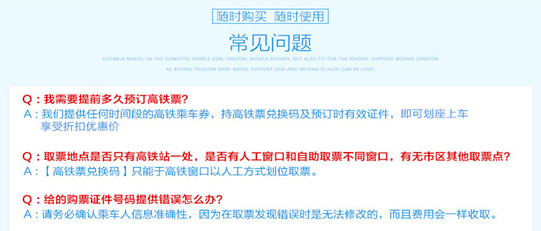 随时购买 随时使用
常见问题
SUITABLE MODEL: IN THE DOMESTIC MOBILE GSM, UNICOM, MOBILE PHONES, BUT ALSO FIT FOR THE IPHONE. SUPPORT WCDMA UNICOM
AS BUYING TELECOM BARE-METAL SUPPORT GSM AND WCDMA IS ALSO CAN BE USED.
Q：我需要提前多久预订高铁票？
A：我们提供任何时间段的高铁乘车券，持高铁票兑换码及预订时有效证件，即可划座上车
享受折扣优惠价
Q：取票地点是否只有高铁站一处，是否有人工窗口和自助取票不同窗口，有无市区其他取票点？
A：【高铁票兑换码】只能于高铁窗口以人工方式划位取票。
Q：给的购票证件号码提供错误怎么办？
A：请务必确认乘车人信息准确性，因为在取票发现错误时是无法修改的，而且费用会一样收取。